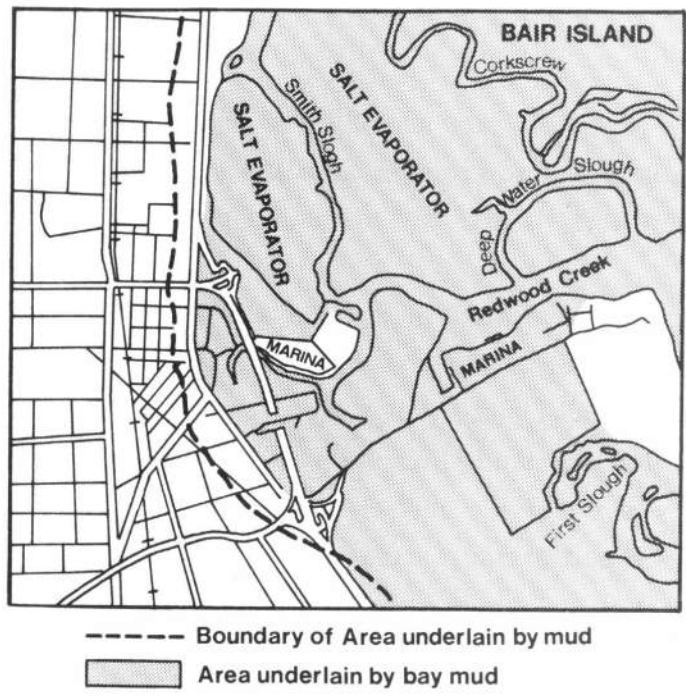 BAIR ISLAND
Corkscrew
Smith Slogh
SALT EVAPORATOR
SALT EVAPORATOR
Deep Water Slough
Redwood Creek
MARINA
MARINA
First Slough
Boundary of Area underlain by mud
Area underlain by bay mud